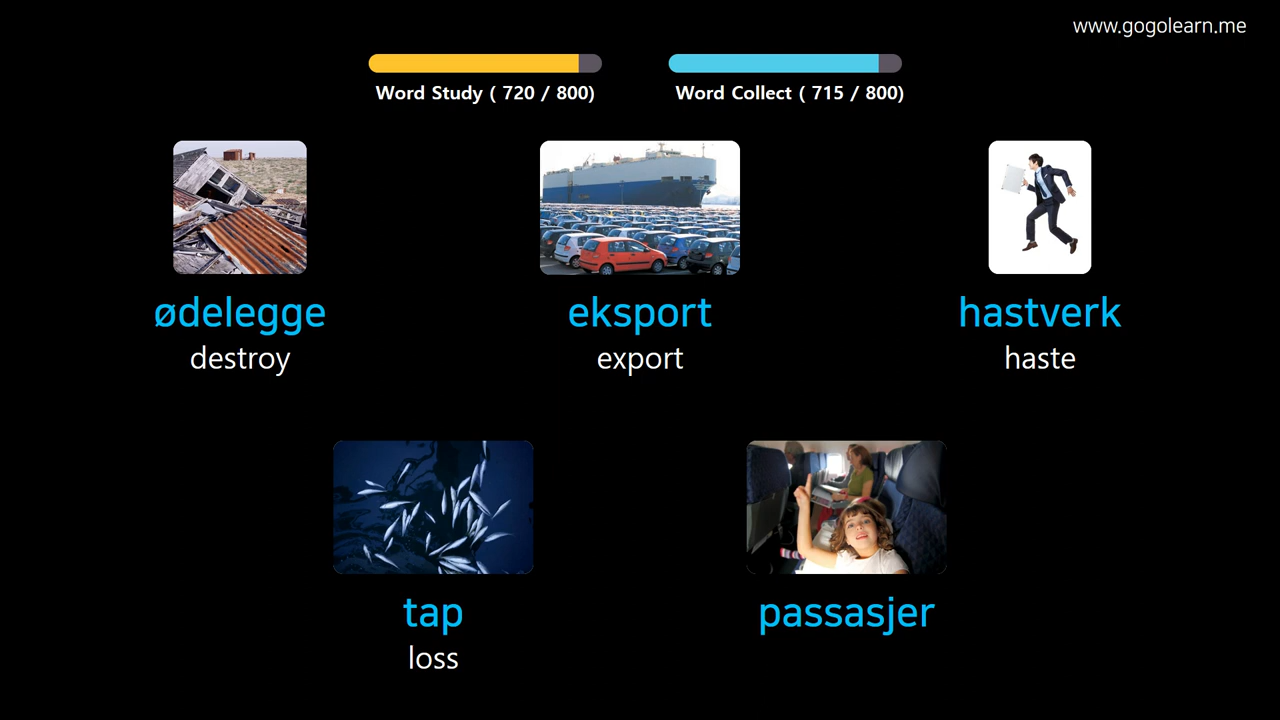 www.gogolearn.me
Word Study ( 720 / 800)
Word Collect ( 715 / 800)
ødelegge
destroy
eksport
export
hastverk
haste
tap
loss
passasjer